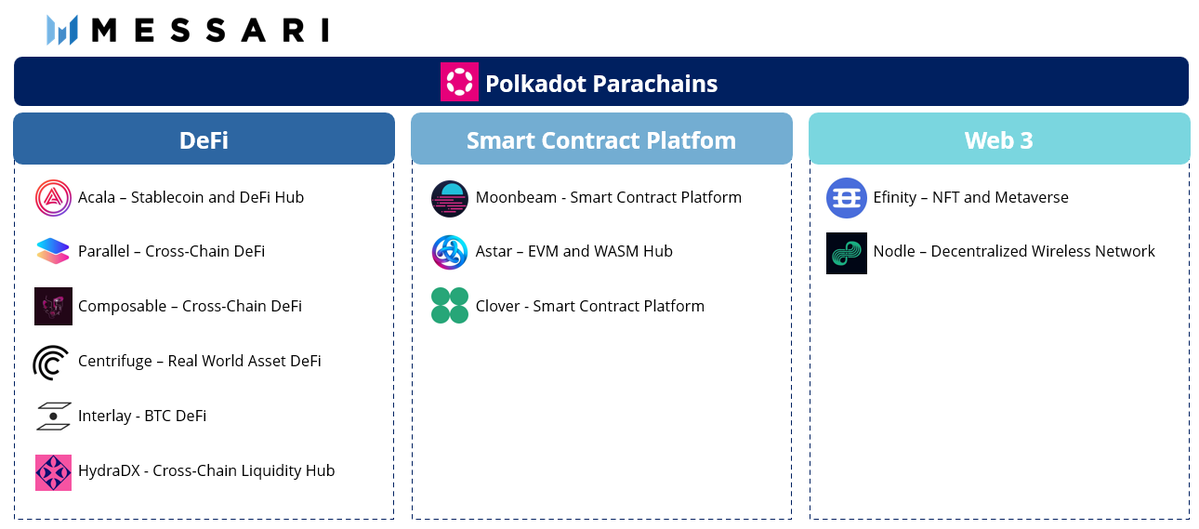 MESSARI
Polkadot Parachains
DeFi
Acala – Stablecoin and DeFi Hub
Parallel – Cross-Chain DeFi
Composable – Cross-Chain DeFi
Centrifuge – Real World Asset DeFi
Interlay - BTC DeFi
HydraDX - Cross-Chain Liquidity Hub
Smart Contract Platfom
Moonbeam - Smart Contract Platform
Astar – EVM and WASM Hub
Clover - Smart Contract Platform
Web 3
Efinity – NFT and Metaverse
Nodle – Decentralized Wireless Network